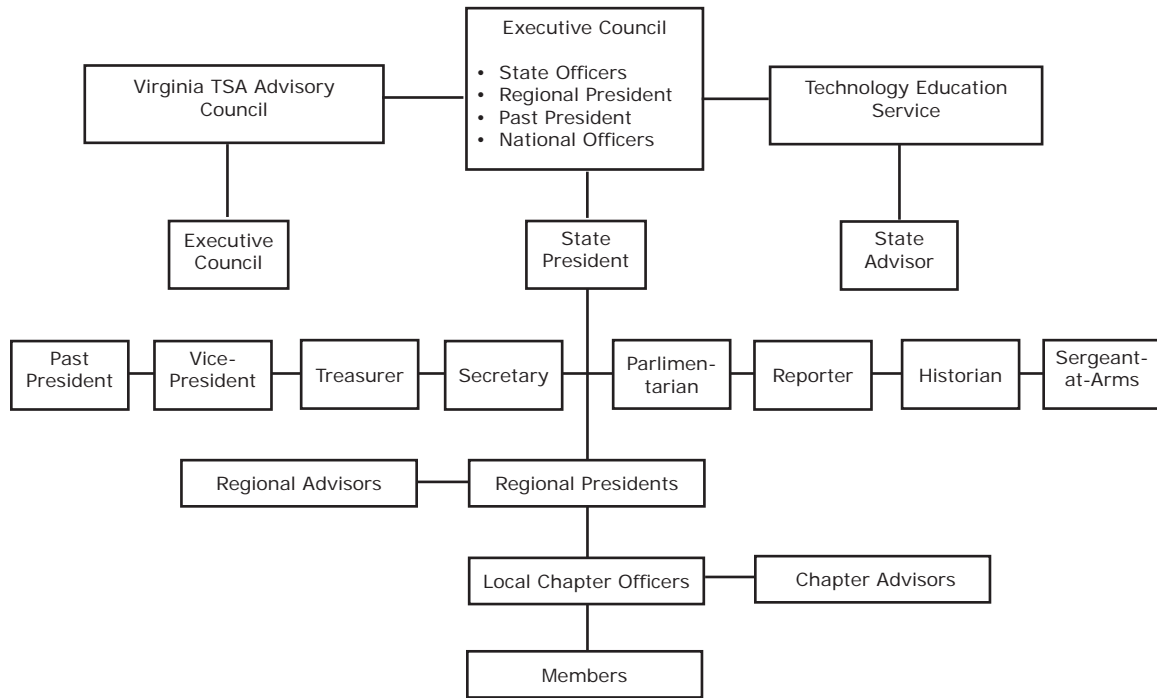 Executive Council
• State Officers
• Regional President
• Past President
• National Officers
Virginia TSA Advisory
Council
Technology Education
Service
Executive
Council
State
President
State
Advisor
Past
President
Vice-
President
Treasurer
Secretary
Parlimen-
tarian
Reporter
Historian
Sergeant-
at-Arms
Regional Advisors
Regional Presidents
Local Chapter Officers
Chapter Advisors
Members